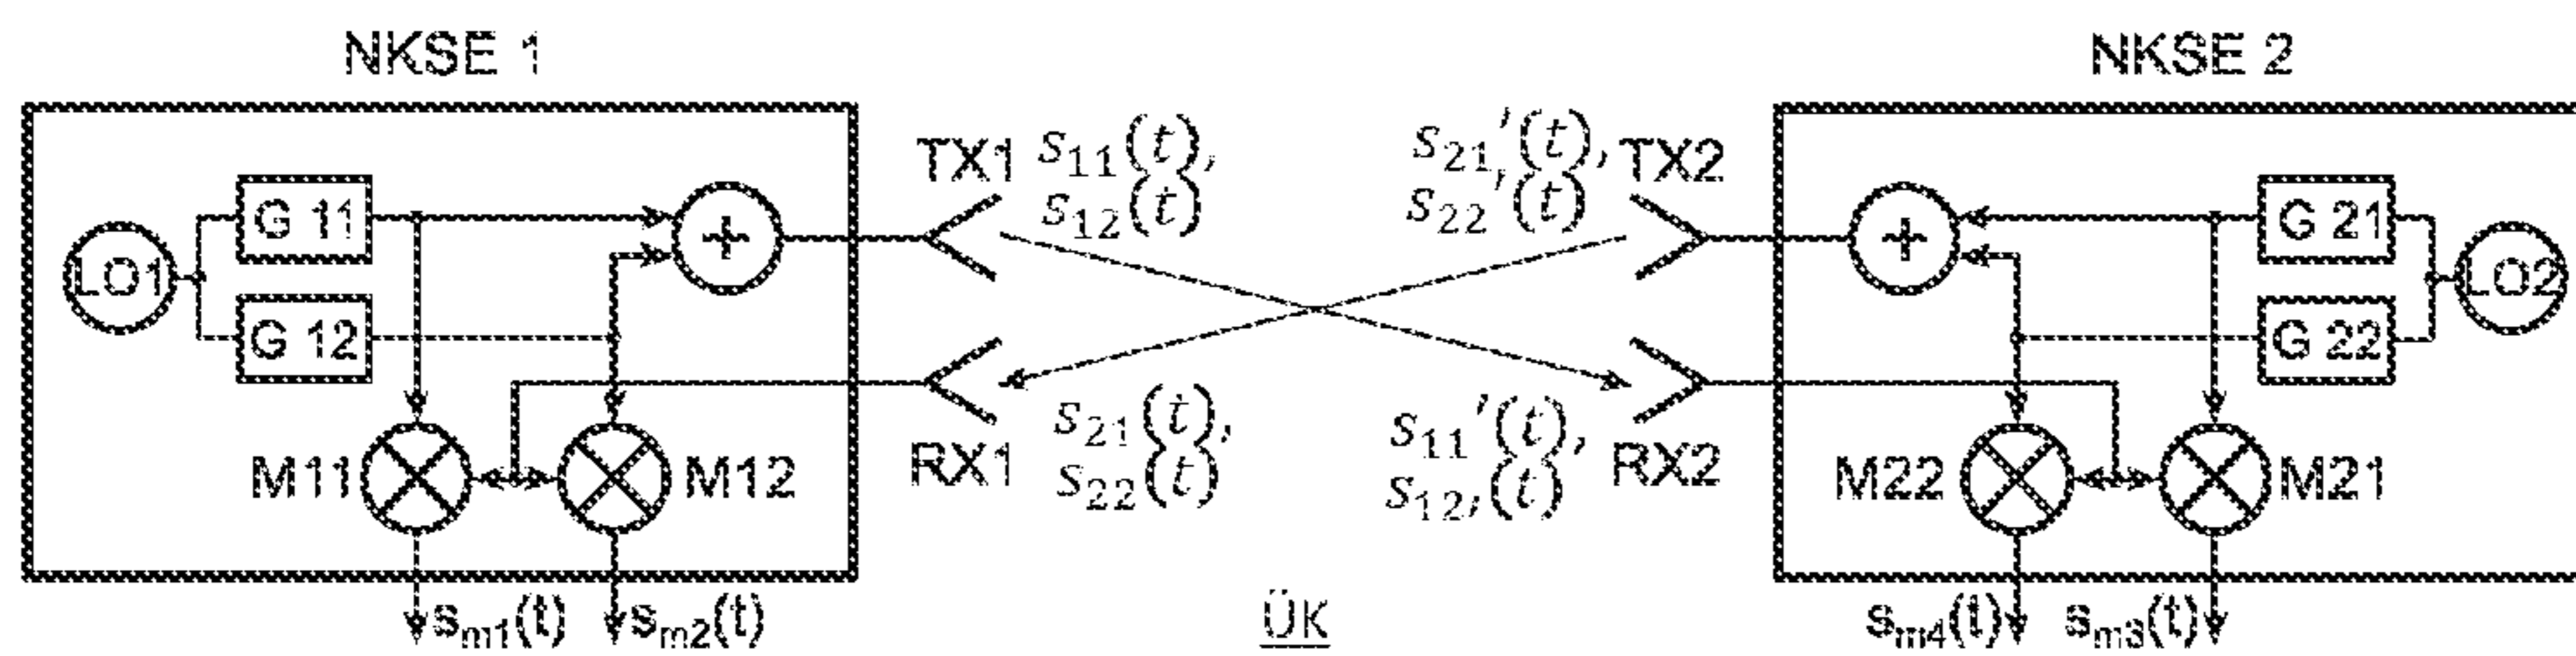 NKSE 1
NKSE 2
TX1 s₁₁(t),
s₁₂(t)
s₂₁′(t), TX2
s₂₂′(t)
G 11
G 21
LO1
LO2
G 12
G 22
RX1 s₂₁(t),
s₂₂(t)
s₁₁′(t), RX2
s₁₂,′(t)
M11
M12
M22
M21
sₘ₁(t)
sₘ₂(t)
ÜK
sₘ₄(t)
sₘ₃(t)